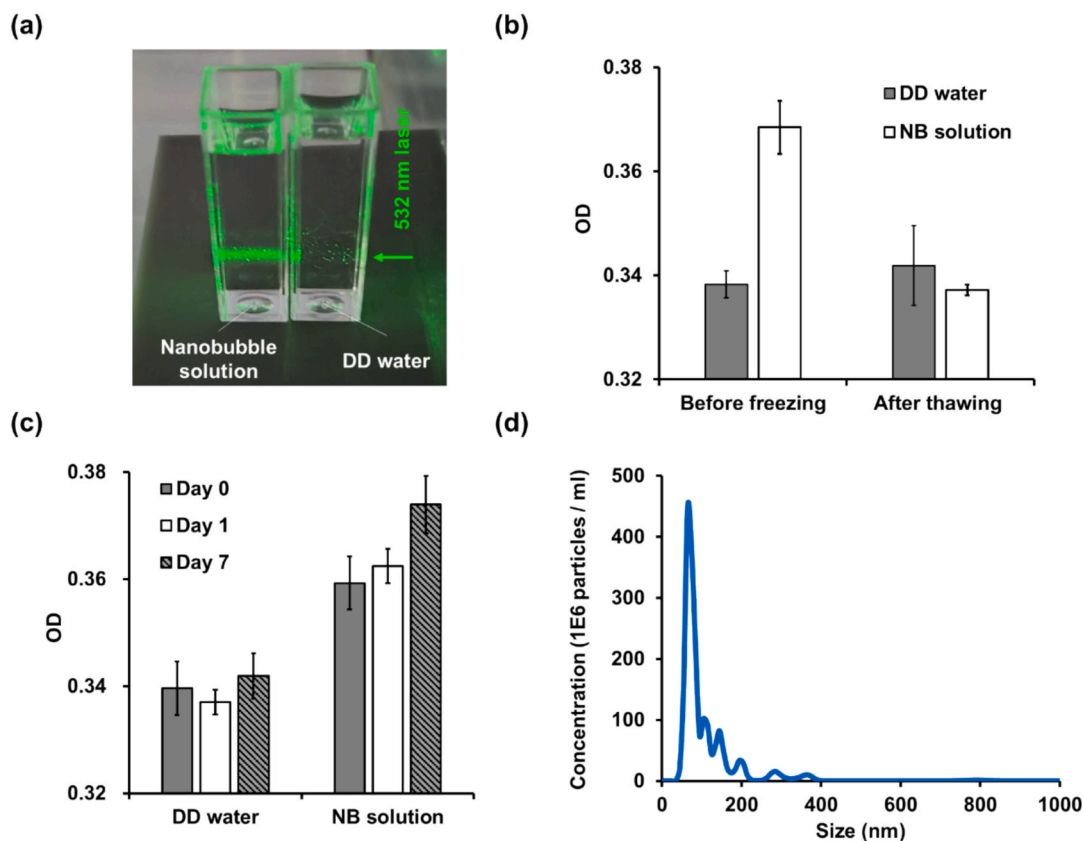 (a)
532 nm laser
Nanobubble
solution
DD water
(b)
OD
0.38
0.36
0.34
0.32
DD water
NB solution
Before freezing
After thawing
(c)
OD
0.38
0.36
0.34
0.32
Day 0
Day 1
Day 7
DD water
NB solution
(d)
Concentration (1E6 particles / ml)
500
400
300
200
100
0
0
200
400
600
800
1000
Size (nm)